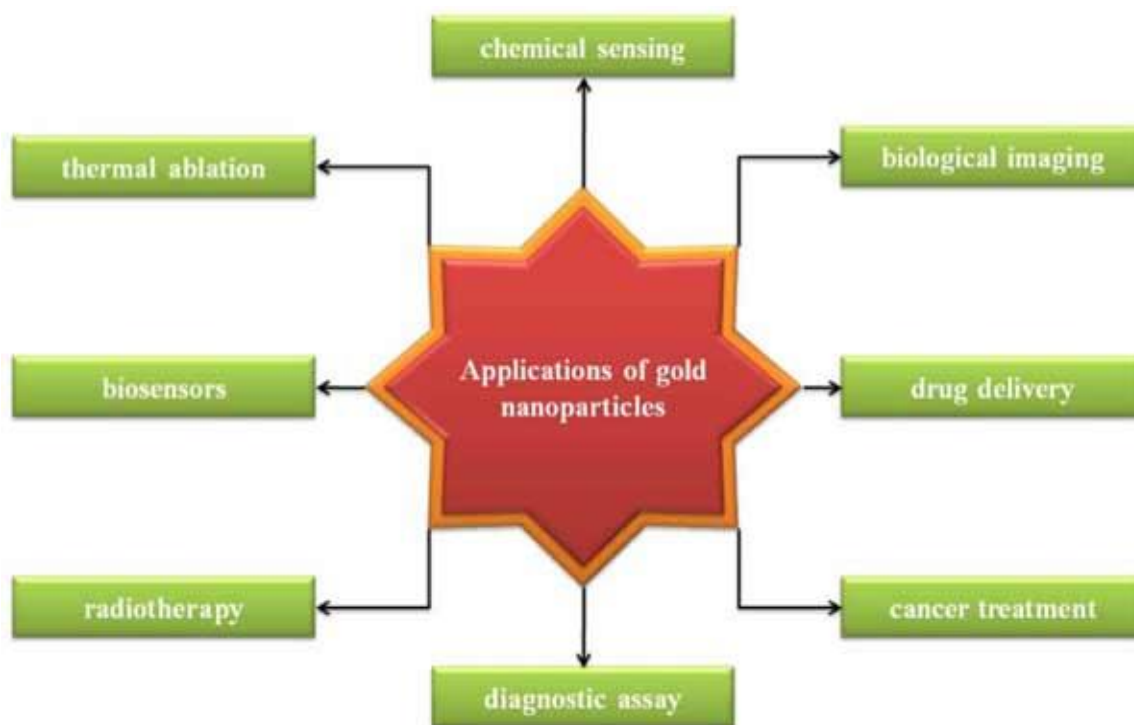 chemical sensing
thermal ablation
biological imaging
Applications of gold
nanoparticles
biosensors
drug delivery
radiotherapy
cancer treatment
diagnostic assay